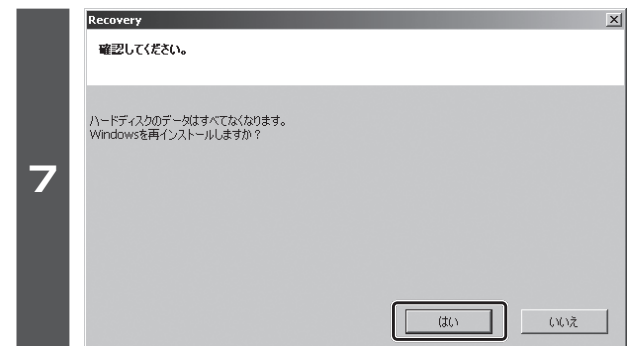 7
Recovery
確認してください。
ハードディスクのデータはすべてなくなります。
Windowsを再インストールしますか？
はい
いいえ